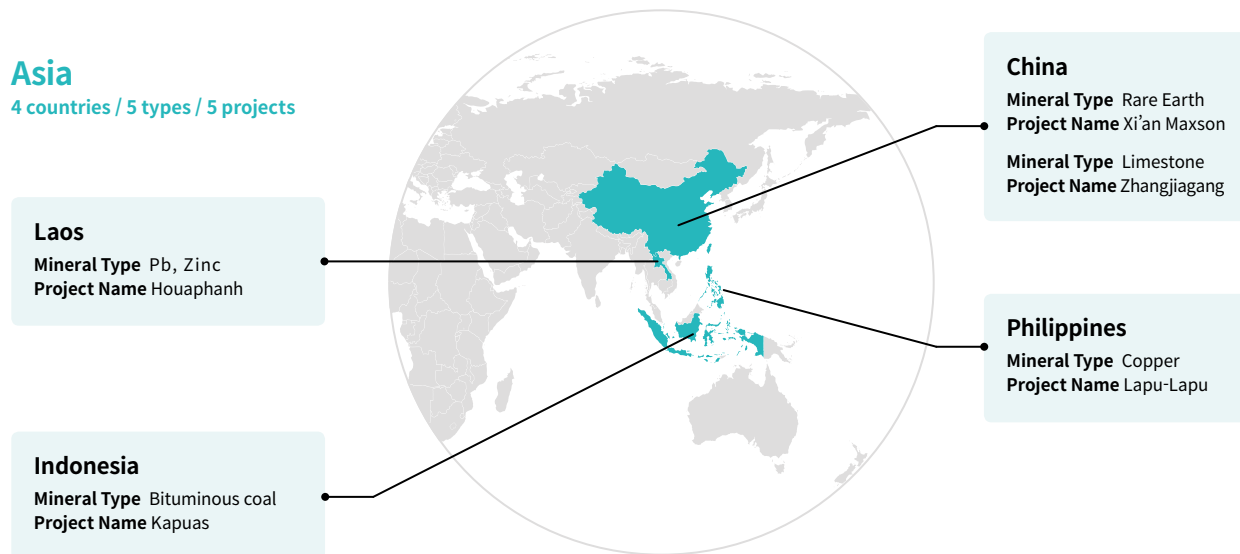 Asia
4 countries / 5 types / 5 projects
Laos
Mineral Type Pb, Zinc
Project Name Houaphanh
Indonesia
Mineral Type Bituminous coal
Project Name Kapuas
China
Mineral Type Rare Earth
Project Name Xi’an Maxson
Mineral Type Limestone
Project Name Zhangjiagang
Philippines
Mineral Type Copper
Project Name Lapu-Lapu